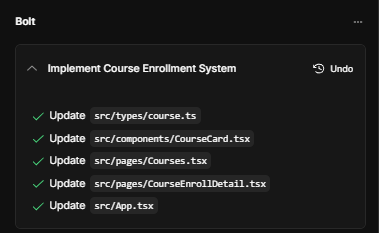 Bolt
Implement Course Enrollment System Undo
Update src/types/course.ts
Update src/components/CourseCard.tsx
Update src/pages/Courses.tsx
Update src/pages/CourseEnrollDetail.tsx
Update src/App.tsx